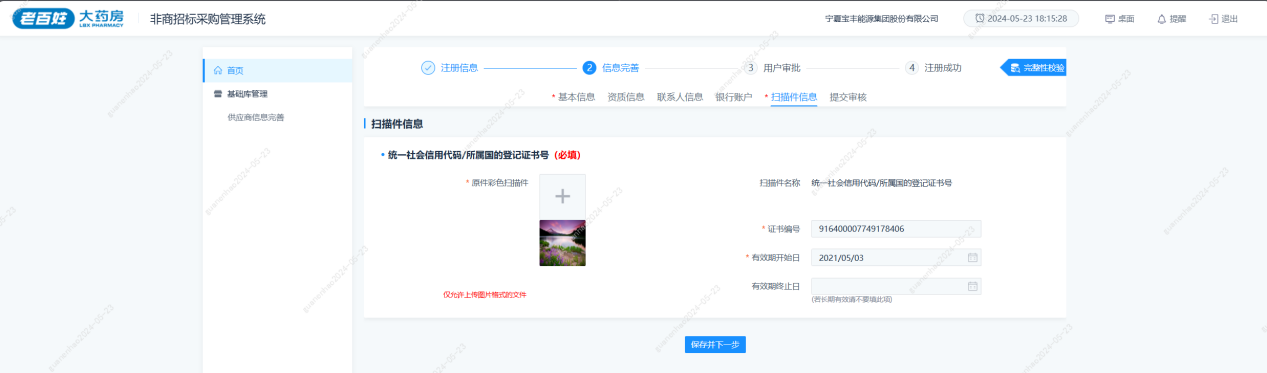 老百姓 大药房 非商招标采购管理系统 宁夏宝丰能源集团股份有限公司 2024-05-23 18:15:28 桌面 提醒 退出
LBX PHARMACY
首页
基础库管理
供应商信息完善
注册信息 2 信息完善 3 用户审批 4 注册成功 完整性校验
* 基本信息 资质信息 联系人信息 银行账户 * 扫描件信息 提交审核
扫描件信息
统一社会信用代码/所属国的登记证书号 (必填)
* 原件彩色扫描件 扫描件名称 统一社会信用代码/所属国的登记证书号
* 证书编号 916400007749178406
* 有效期开始日 2021/05/03
有效期终止日
仅允许上传图片格式的文件
(若长期有效请不要填此项)
保存并下一步